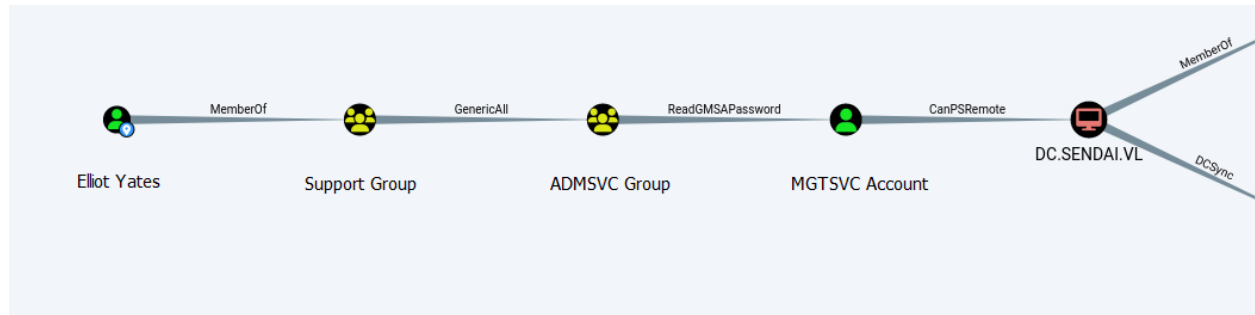 MemberOf
MemberOf
GenericAll
ReadGMSAPassword
CanPSRemote
DC.SENDAI.VL
DCSync
Elliot Yates
Support Group
ADMSVC Group
MGTSVC Account